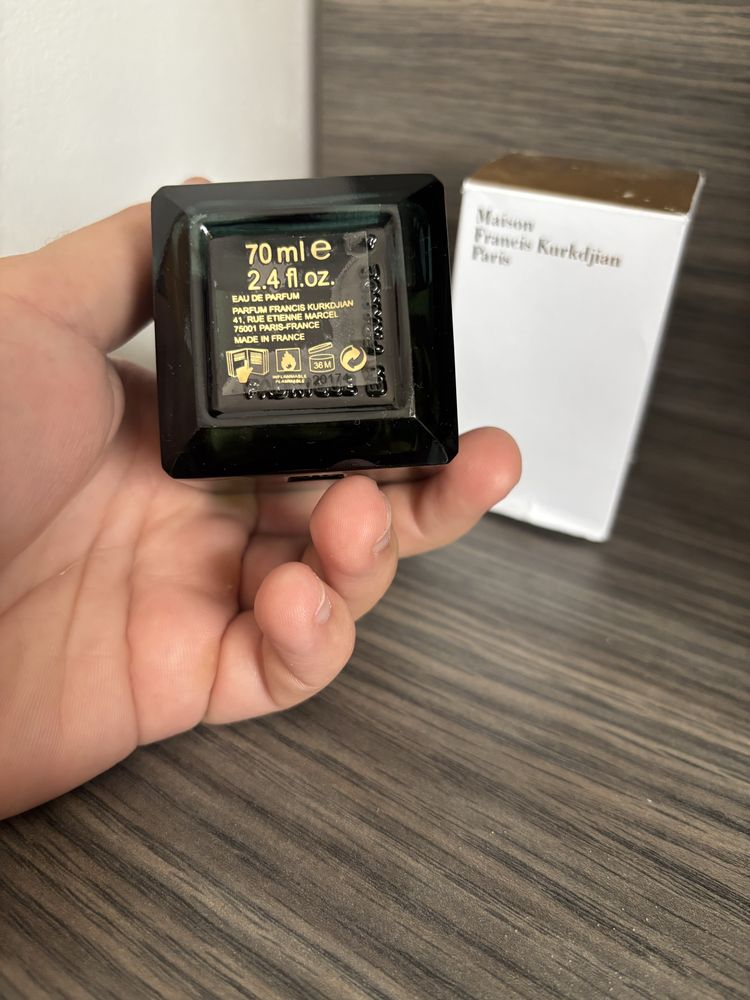 70 ml e
2.4 fl.oz.
EAU DE PARFUM
PARFUM FRANCIS KURKDJIAN
41, RUE ETIENNE MARCEL
75001 PARIS-FRANCE
MADE IN FRANCE
36 M
INFLAMMABLE
FLAMMABLE
2017
Maison
Francis Kurkdjian
Paris